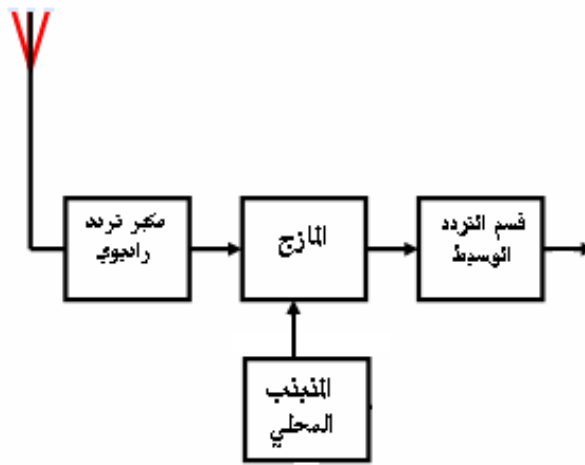 مكبر تردد
راديوي
المازج
قسم التردد
الوسيط
المذبذب
المحلي